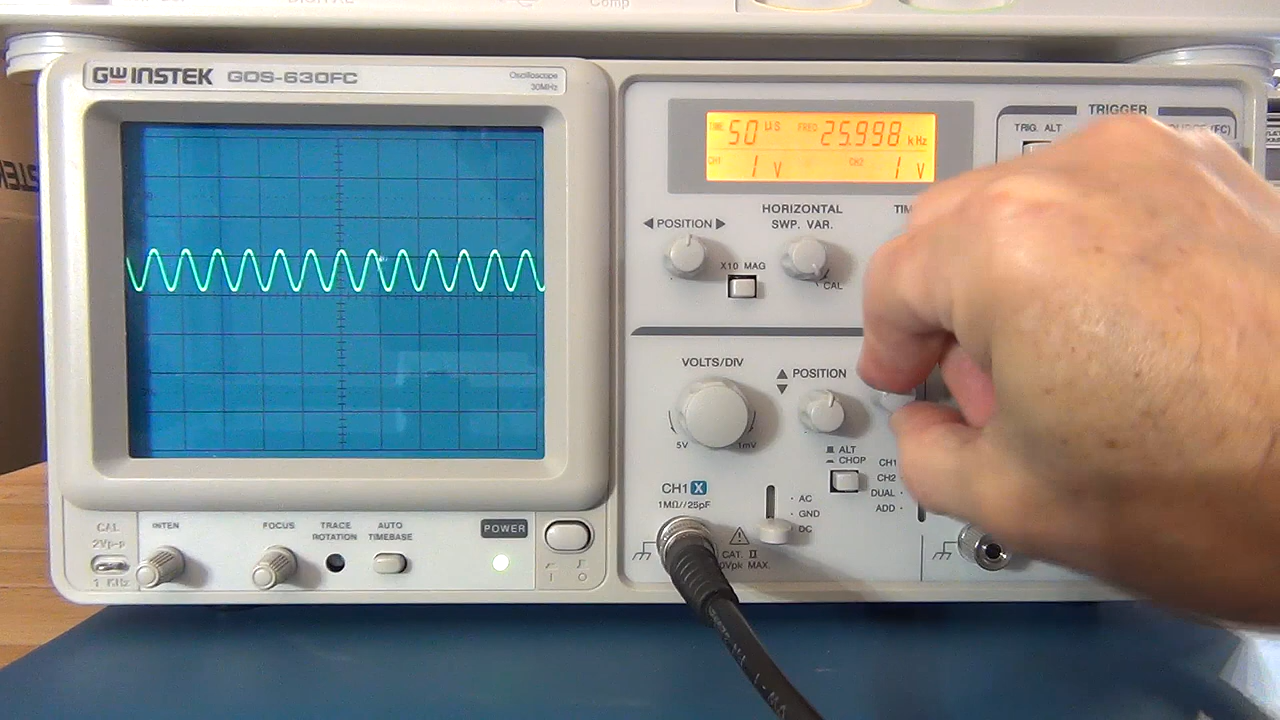 GWINSTEK GOS-630FC
Oscilloscope
30MHz
TRIGGER
TRIG. ALT
TIME 50 µS FREQ 25.998 kHz
CH1 1 V CH2 1 V
HORIZONTAL
◀ POSITION ▶ SWP. VAR.
X10 MAG
CAL
VOLTS/DIV
▲ POSITION
▼
5V 1mV
ALT
CHOP
CH1
CH2
DUAL
ADD
CH1 X
1MΩ//25pF
AC
GND
DC
CAT. II
MAX.
CAL
2Vp-p
1 KHz
INTEN
FOCUS
TRACE
ROTATION
AUTO
TIMEBASE
POWER
Comp